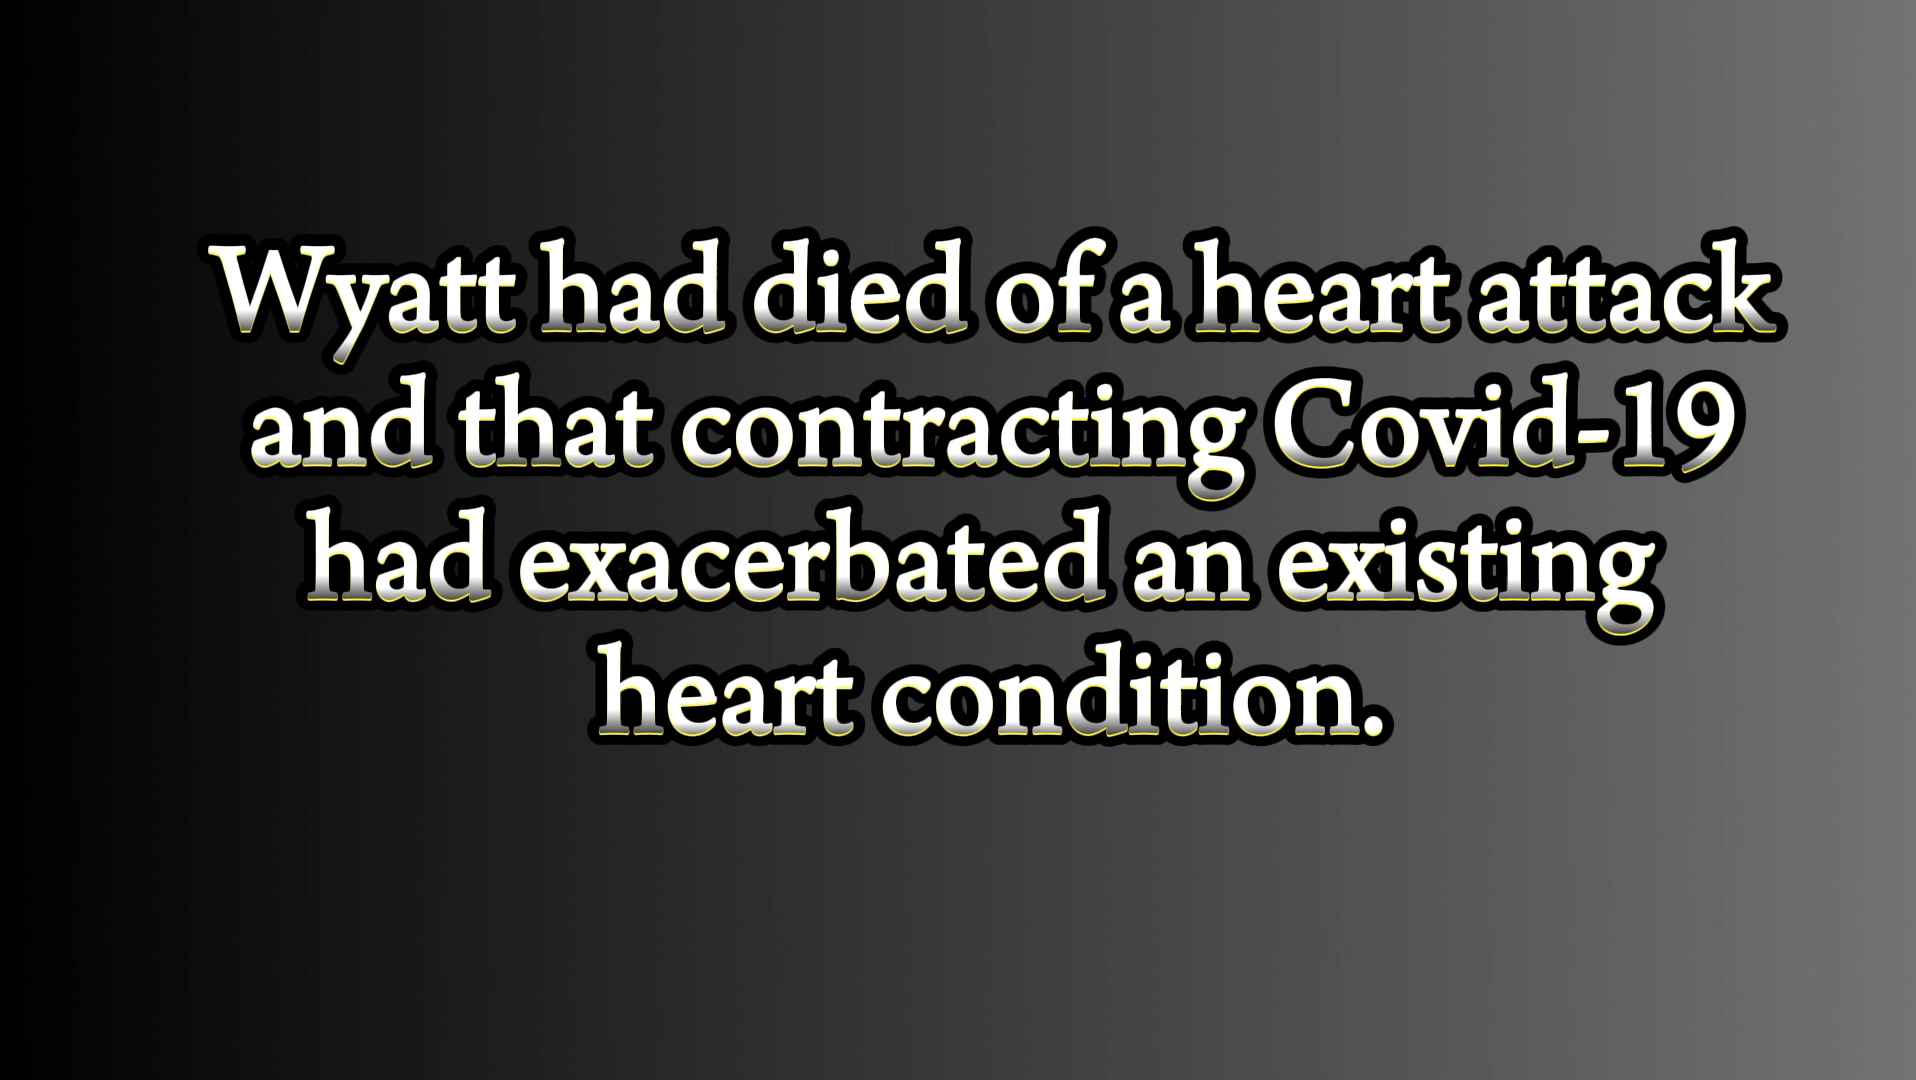 Wyatt had died of a heart attack
and that contracting Covid-19
had exacerbated an existing
heart condition.